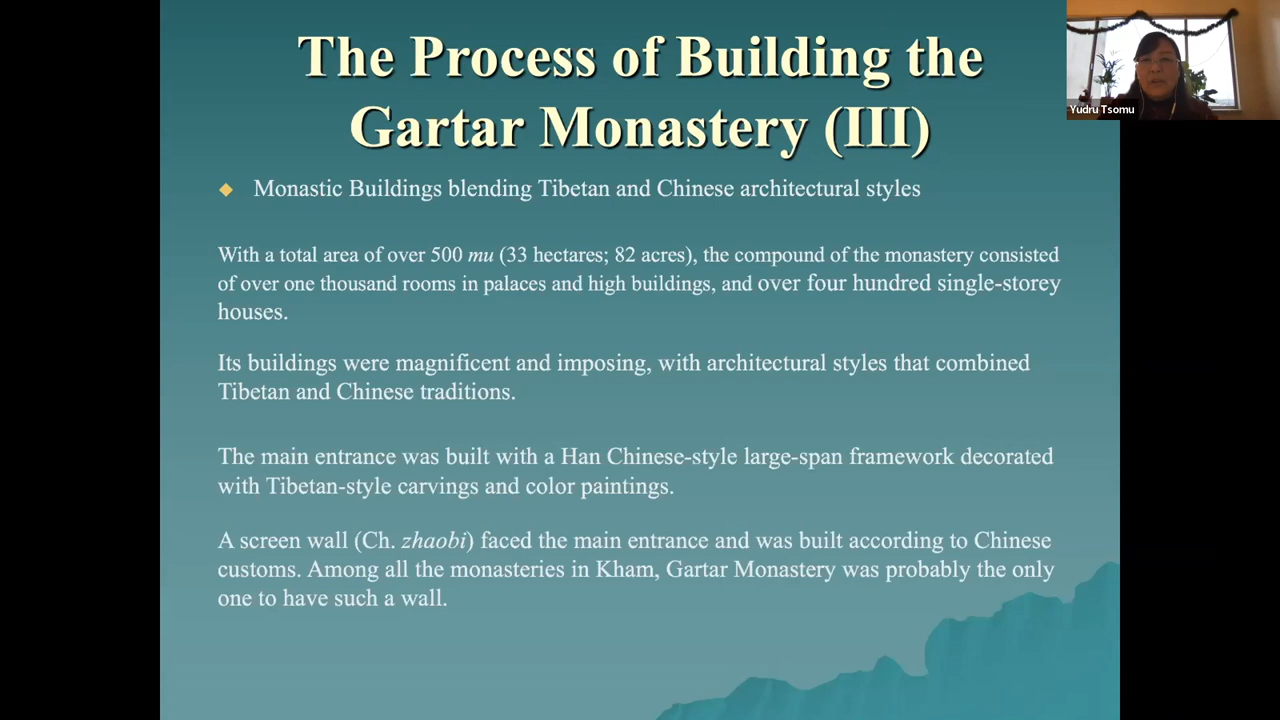 The Process of Building the
Gartar Monastery (III)
Yudru Tsomu
Monastic Buildings blending Tibetan and Chinese architectural styles
With a total area of over 500 mu (33 hectares; 82 acres), the compound of the monastery consisted
of over one thousand rooms in palaces and high buildings, and over four hundred single-storey
houses.
Its buildings were magnificent and imposing, with architectural styles that combined
Tibetan and Chinese traditions.
The main entrance was built with a Han Chinese-style large-span framework decorated
with Tibetan-style carvings and color paintings.
A screen wall (Ch. zhaobi) faced the main entrance and was built according to Chinese
customs. Among all the monasteries in Kham, Gartar Monastery was probably the only
one to have such a wall.